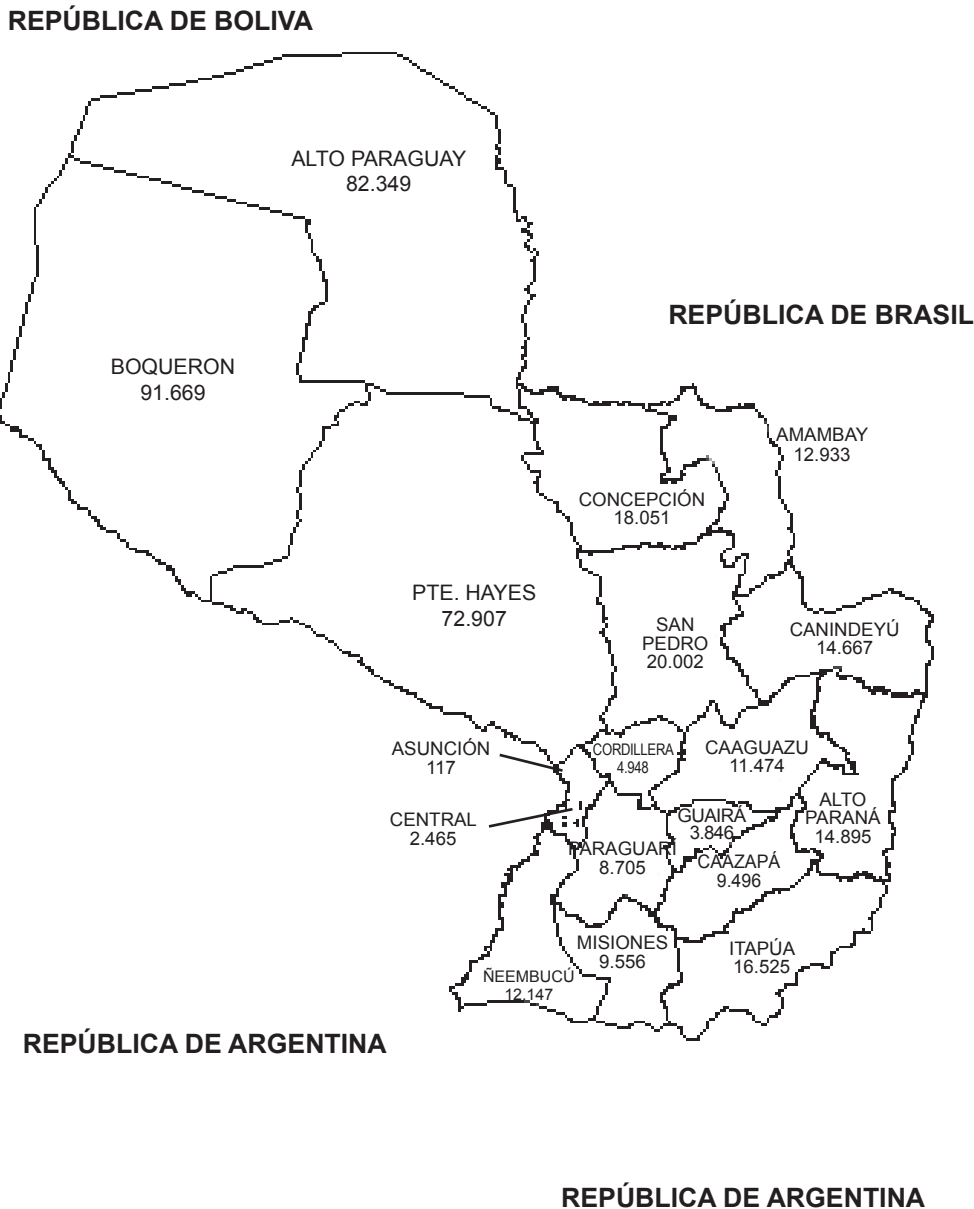 REPÚBLICA DE BOLIVA
ALTO PARAGUAY
82.349
REPÚBLICA DE BRASIL
BOQUERON
91.669
AMAMBAY
12.933
CONCEPCIÓN
18.051
PTE. HAYES
72.907
SAN
PEDRO
20.002
CANINDEYÚ
14.667
ASUNCIÓN
117
CORDILLERA
4.948
CAAGUAZU
11.474
CENTRAL
2.465
GUAIRÁ
3.846
ALTO
PARANÁ
14.895
PARAGUARÍ
8.705
CAAZAPÁ
9.496
MISIONES
9.556
ITAPÚA
16.525
ÑEEMBUCÚ
12.147
REPÚBLICA DE ARGENTINA
REPÚBLICA DE ARGENTINA